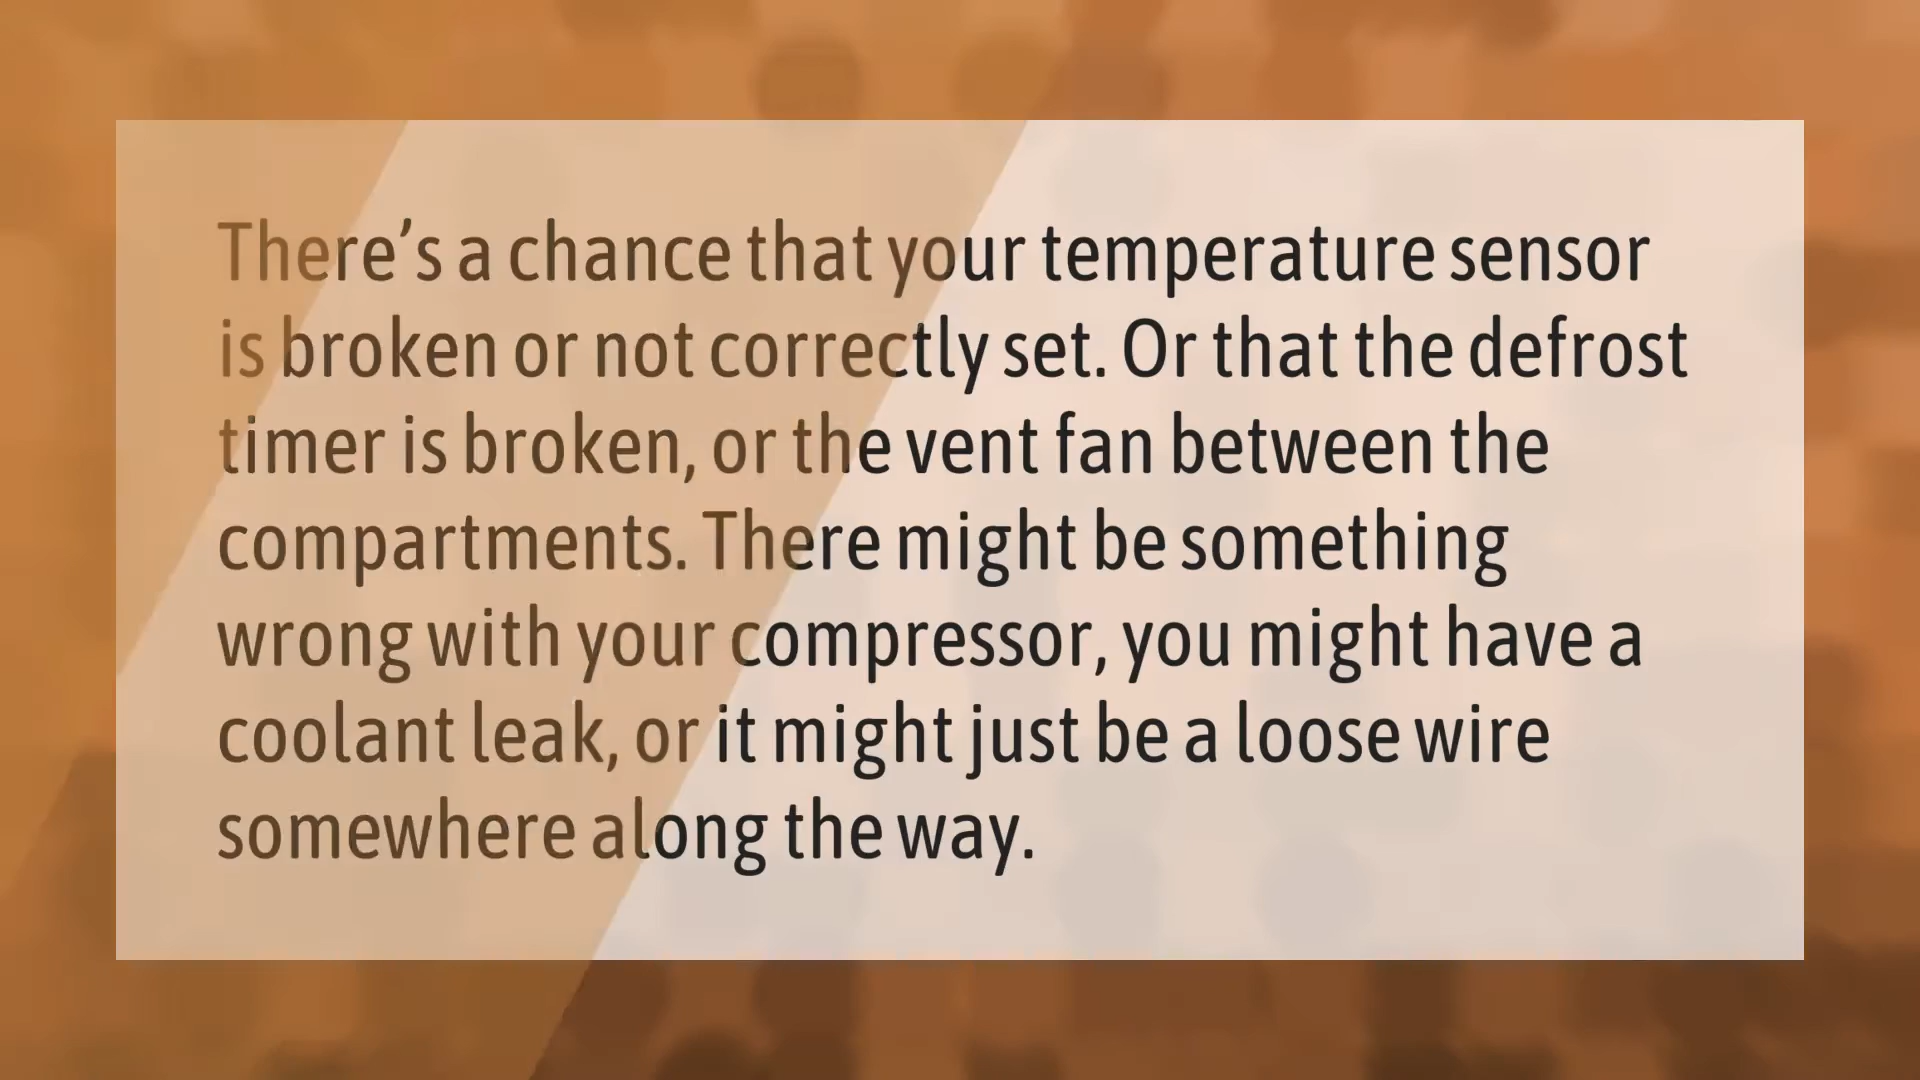 There’s a chance that your temperature sensor
is broken or not correctly set. Or that the defrost
timer is broken, or the vent fan between the
compartments. There might be something
wrong with your compressor, you might have a
coolant leak, or it might just be a loose wire
somewhere along the way.